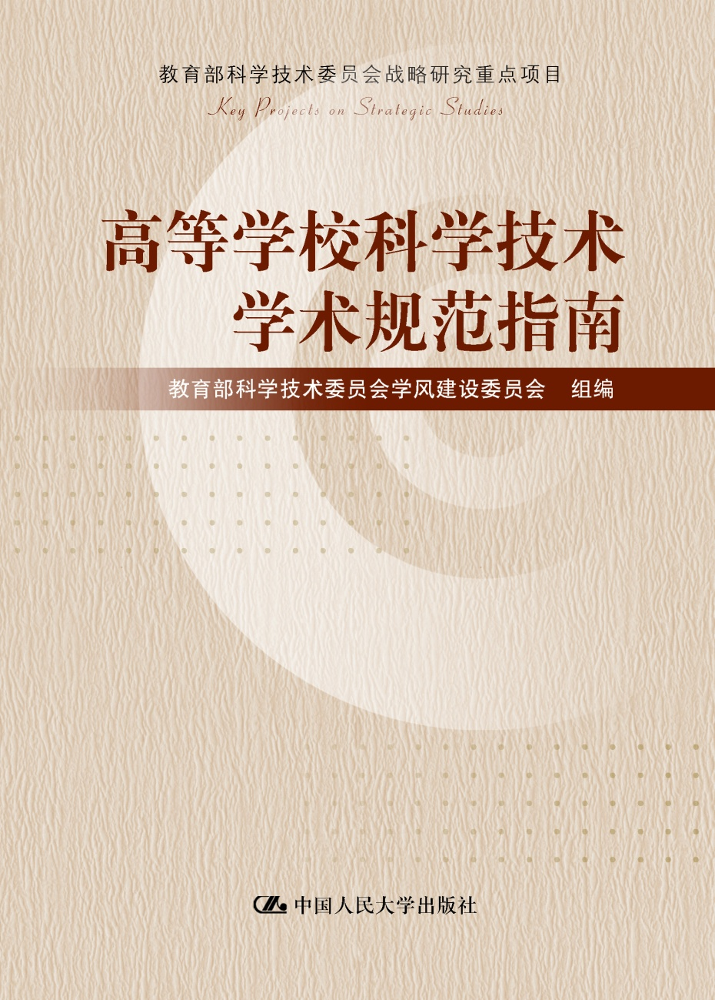 教育部科学技术委员会战略研究重点项目
Key Projects on Strategic Studies
高等学校科学技术
学术规范指南
教育部科学技术委员会学风建设委员会 组编
中国人民大学出版社